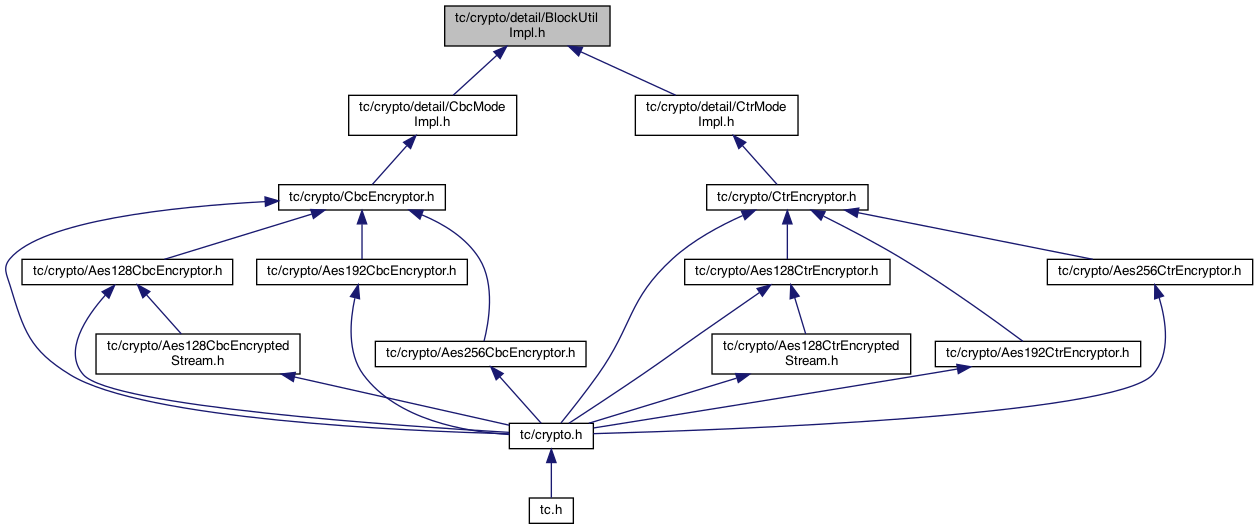 tc/crypto/detail/BlockUtil
Impl.h
tc/crypto/detail/CbcMode
Impl.h
tc/crypto/detail/CtrMode
Impl.h
tc/crypto/CbcEncryptor.h
tc/crypto/CtrEncryptor.h
tc/crypto/Aes128CbcEncryptor.h
tc/crypto/Aes192CbcEncryptor.h
tc/crypto/Aes128CtrEncryptor.h
tc/crypto/Aes256CtrEncryptor.h
tc/crypto/Aes128CbcEncrypted
Stream.h
tc/crypto/Aes256CbcEncryptor.h
tc/crypto/Aes128CtrEncrypted
Stream.h
tc/crypto/Aes192CtrEncryptor.h
tc/crypto.h
tc.h